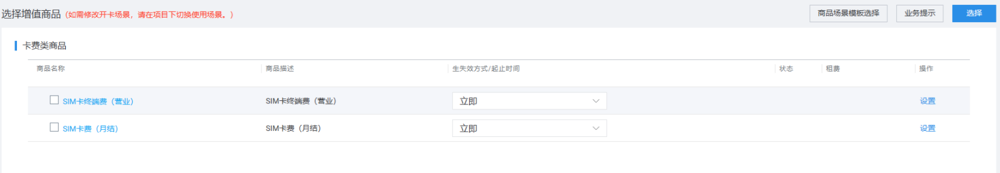 选择增值商品（如需修改开卡场景，请在项目下切换使用场景。） 商品场景模板选择 业务提示 选择
卡费类商品
商品名称 商品描述 生失效方式/起止时间 状态 租费 操作
SIM卡终端费（营业） SIM卡终端费（营业） 立即 设置
SIM卡费（月结） SIM卡费（月结） 立即 设置